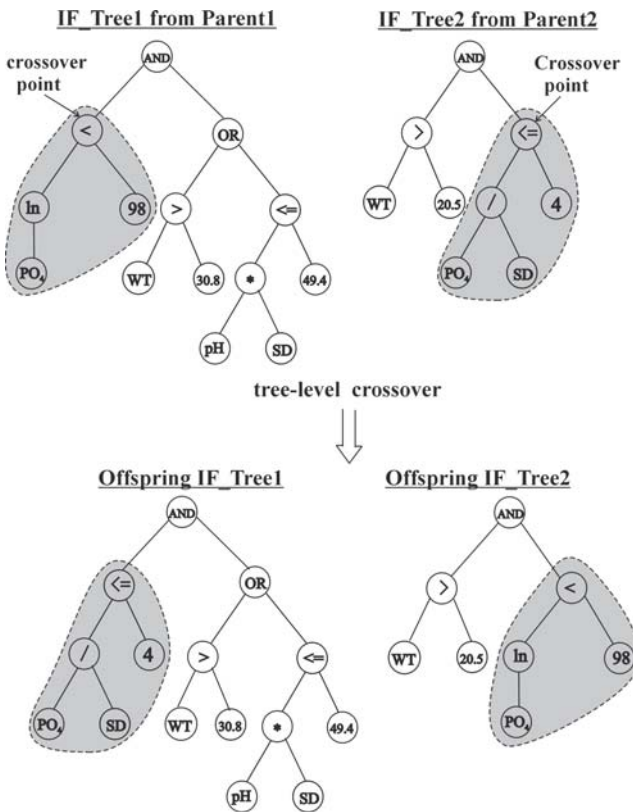 IF_Tree1 from Parent1
IF_Tree2 from Parent2
crossover
point
AND
<
OR
ln
98
>
<=
PO4
WT
30.8
*
49.4
pH
SD
Crossover
point
AND
>
<=
WT
20.5
/
4
PO4
SD
tree-level crossover
Offspring IF_Tree1
Offspring IF_Tree2
AND
<=
OR
/
4
>
<=
PO4
SD
WT
30.8
*
49.4
pH
SD
AND
>
<
WT
20.5
ln
98
PO4